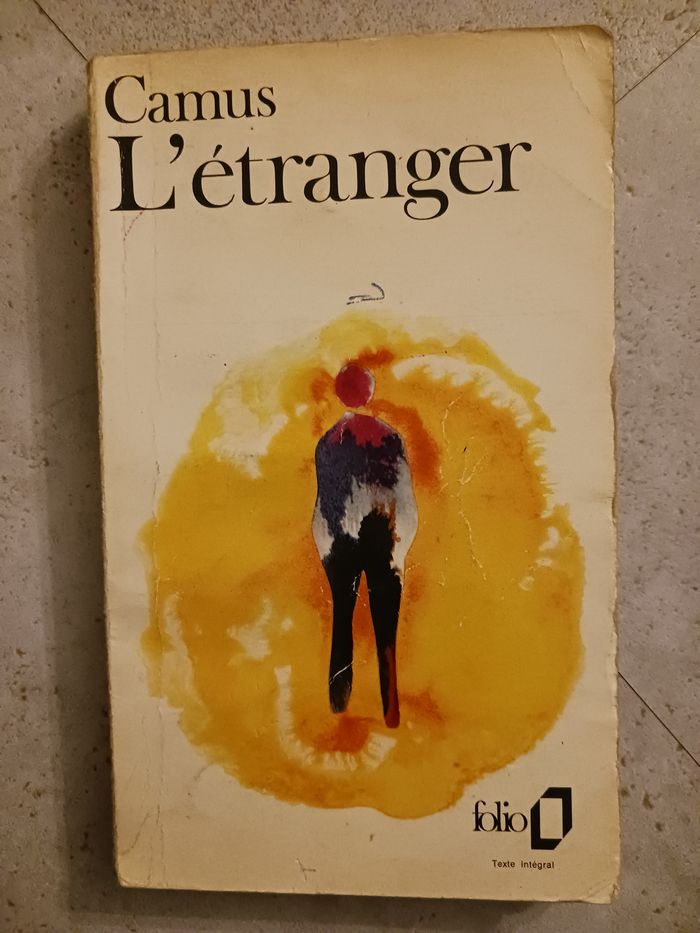 Camus
L'étranger
folio
Texte intégral